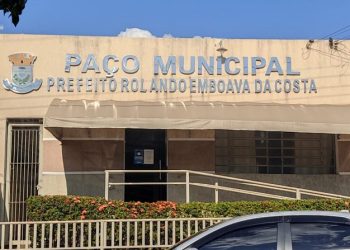 PAÇO MUNICIPAL
PREFEITO ROLANDO EMBOAVA DA COSTA